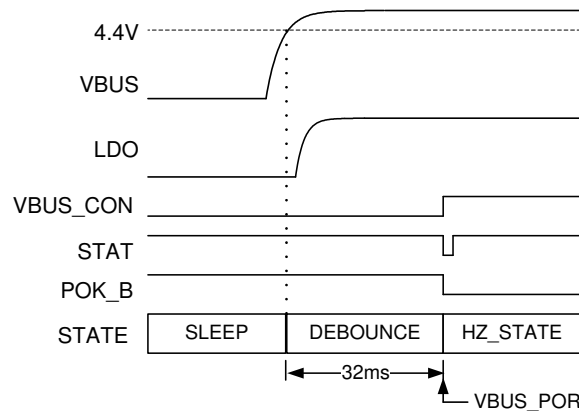 4.4V
VBUS
LDO
VBUS_CON
STAT
POK_B
STATE SLEEP DEBOUNCE HZ_STATE
32ms
VBUS_POR